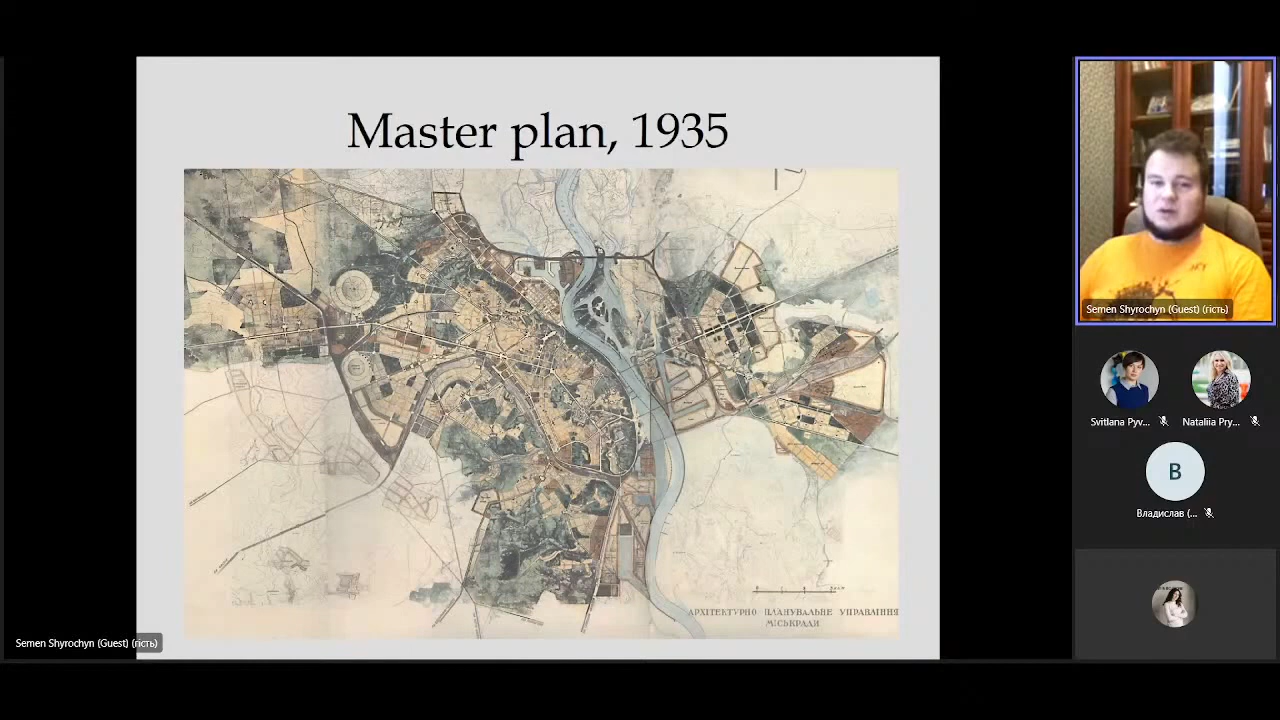 Master plan, 1935
АРХІТЕКТУРНО ПЛАНУВАЛЬНЕ УПРАВЛІННЯ
МІСЬКРАДИ
Semen Shyrochyn (Guest) (гість)
Svitlana Pyv...
Nataliia Pry...
B
Владислав (...
Semen Shyrochyn (Guest) (гість)